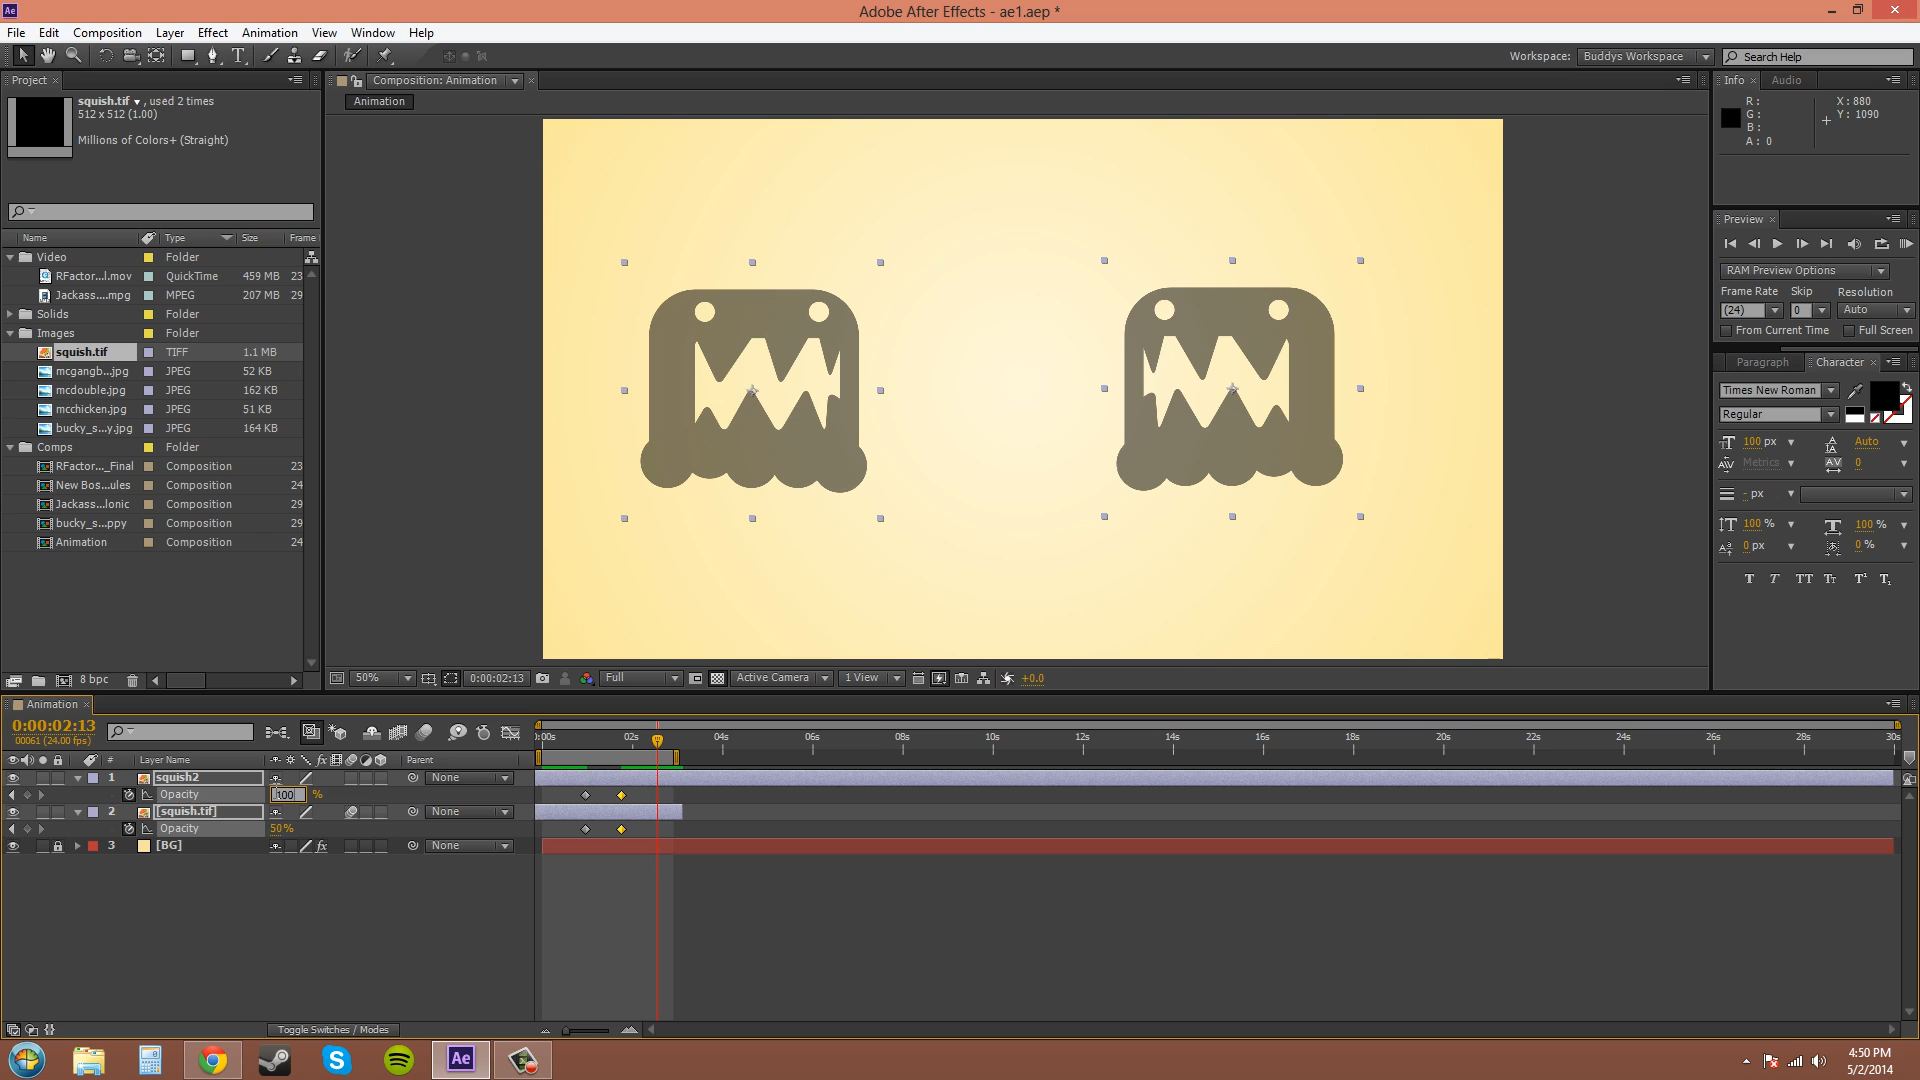 Adobe After Effects - ae1.aep *
File Edit Composition Layer Effect Animation View Window Help
Workspace: Buddys Workspace Search Help
Project
squish.tif , used 2 times
512 x 512 (1.00)
Millions of Colors+ (Straight)
Name Type Size Frame
Video Folder
RFactor...l.mov QuickTime 459 MB 23
Jackass....mpg MPEG 207 MB 29
Solids Folder
Images Folder
squish.tif TIFF 1.1 MB
mcgangb...jpg JPEG 52 KB
mcdouble.jpg JPEG 162 KB
mcchicken.jpg JPEG 51 KB
bucky_s...y.jpg JPEG 164 KB
Comps Folder
RFactor..._Final Composition 23
New Bos...ules Composition 24
Jackass...lonic Composition 29
bucky_s...ppy Composition 29
Animation Composition 24
8 bpc
Composition: Animation
Animation
50% 0:00:02:13 Full Active Camera 1 View +0.0
Info Audio
R:
G:
B:
A: 0
X: 880
Y: 1090
Preview
RAM Preview Options
Frame Rate Skip Resolution
(24) 0 Auto
From Current Time Full Screen
Paragraph Character
Times New Roman
Regular
100 px Auto
Metrics 0
- px
100 % 100 %
0 px 0 %
T T TT Tt T¹ T₁
Animation
0:00:02:13
00061 (24.00 fps)
# Layer Name Parent
1 squish2 None
Opacity 100 %
2 [squish.tif] None
Opacity 50%
3 [BG] None
0:00s 02s 04s 06s 08s 10s 12s 14s 16s 18s 20s 22s 24s 26s 28s 30s
Toggle Switches / Modes
Ae
4:50 PM
5/2/2014